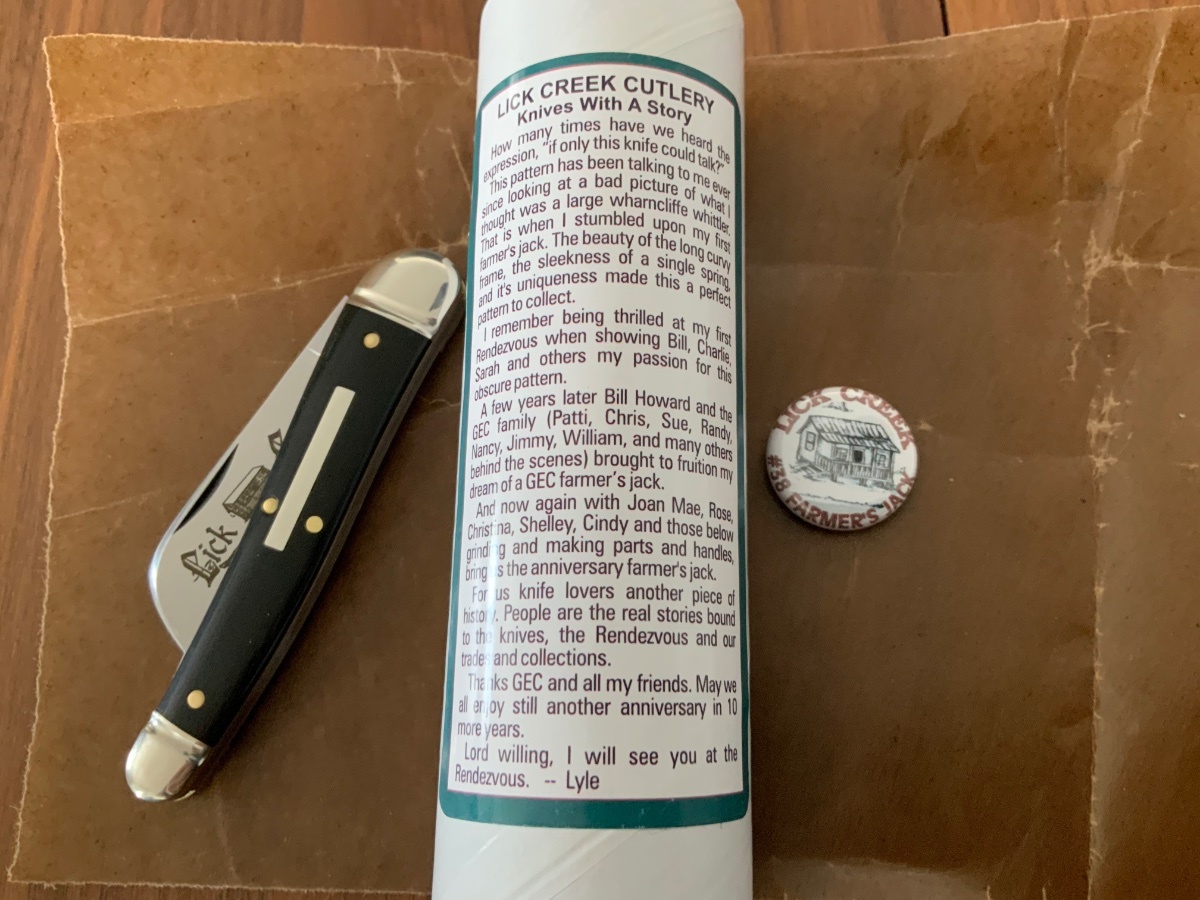 LICK CREEK CUTLERY
Knives With A Story
How many times have we heard the
expression, "if only this knife could talk?"
This pattern has been talking to me ever
since looking at a bad picture of what I
thought was a large wharncliffe whittler.
That is when I stumbled upon my first
farmer's jack. The beauty of the long curvy
frame, the sleekness of a single spring,
and it's uniqueness made this a perfect
pattern to collect.
I remember being thrilled at my first
Rendezvous when showing Bill, Charlie,
Sarah and others my passion for this
obscure pattern.
A few years later Bill Howard and the
GEC family (Patti, Chris, Sue, Randy,
Nancy, Jimmy, William, and many others
behind the scenes) brought to fruition my
dream of a GEC farmer's jack.
And now again with Joan Mae, Rose,
Christina, Shelley, Cindy and those below
grinding and making parts and handles,
brings the anniversary farmer's jack.
For us knife lovers another piece of
history. People are the real stories bound
to the knives, the Rendezvous and our
trades and collections.
Thanks GEC and all my friends. May we
all enjoy still another anniversary in 10
more years.
Lord willing, I will see you at the
Rendezvous. -- Lyle
Lick
LICK CREEK
#38 FARMER'S JACK